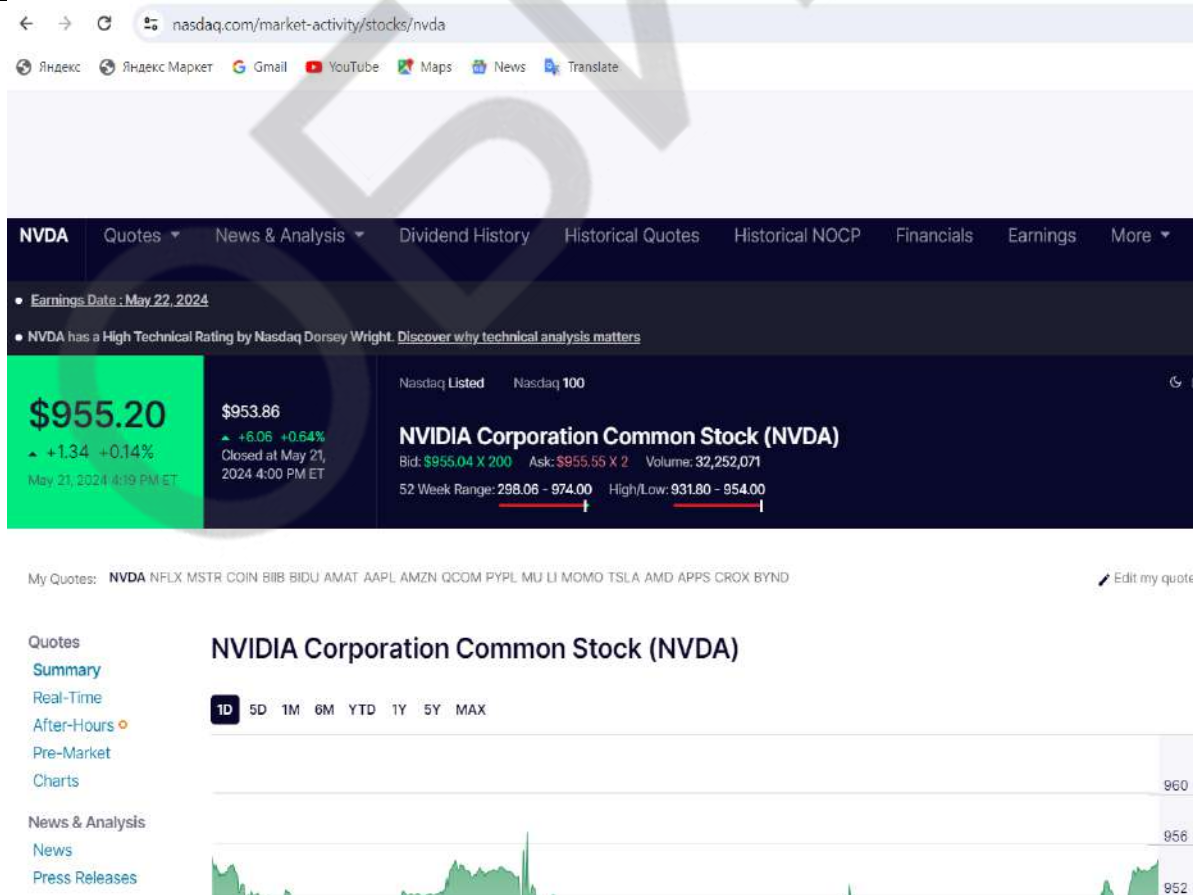 nasdaq.com/market-activity/stocks/nvda
Яндекс Яндекс Маркет Gmail YouTube Maps News Translate
NVDA Quotes News & Analysis Dividend History Historical Quotes Historical NOCP Financials Earnings More
Earnings Date : May 22, 2024
NVDA has a High Technical Rating by Nasdaq Dorsey Wright. Discover why technical analysis matters
Nasdaq Listed Nasdaq 100
$955.20 $953.86
+1.34 +0.14% +6.06 +0.64% NVIDIA Corporation Common Stock (NVDA)
May 21, 2024 4:19 PM ET Closed at May 21, Bid: $955.04 X 200 Ask: $955.55 X 2 Volume: 32,252,071
2024 4:00 PM ET 52 Week Range: 298.06 - 974.00 High/Low: 931.80 - 954.00
My Quotes: NVDA NFLX MSTR COIN BIIB BIDU AMAT AAPL AMZN QCOM PYPL MU LI MOMO TSLA AMD APPS CROX BYND Edit my quote
Quotes NVIDIA Corporation Common Stock (NVDA)
Summary
Real-Time 1D 5D 1M 6M YTD 1Y 5Y MAX
After-Hours
Pre-Market
Charts 960
News & Analysis
News 956
Press Releases 952